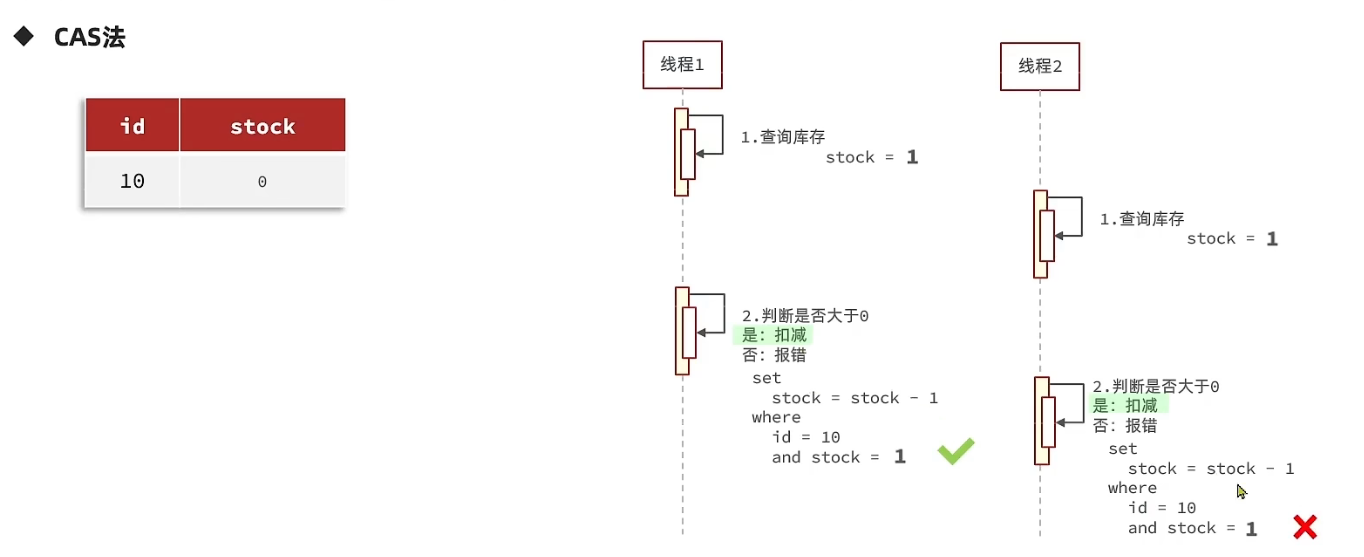 CAS法
id stock
10 0
线程1
1.查询库存
stock = 1
2.判断是否大于0
是: 扣减
否: 报错
set
stock = stock - 1
where
id = 10
and stock = 1
线程2
1.查询库存
stock = 1
2.判断是否大于0
是: 扣减
否: 报错
set
stock = stock - 1
where
id = 10
and stock = 1